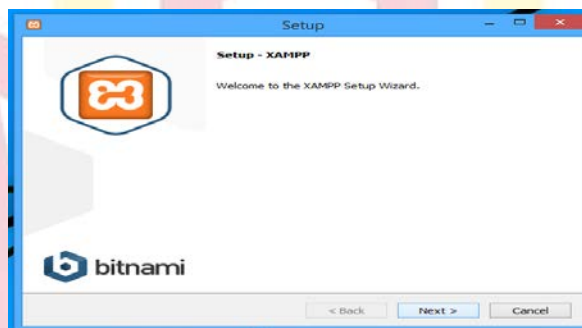 Setup
Setup - XAMPP
Welcome to the XAMPP Setup Wizard.
bitnami
< Back
Next >
Cancel